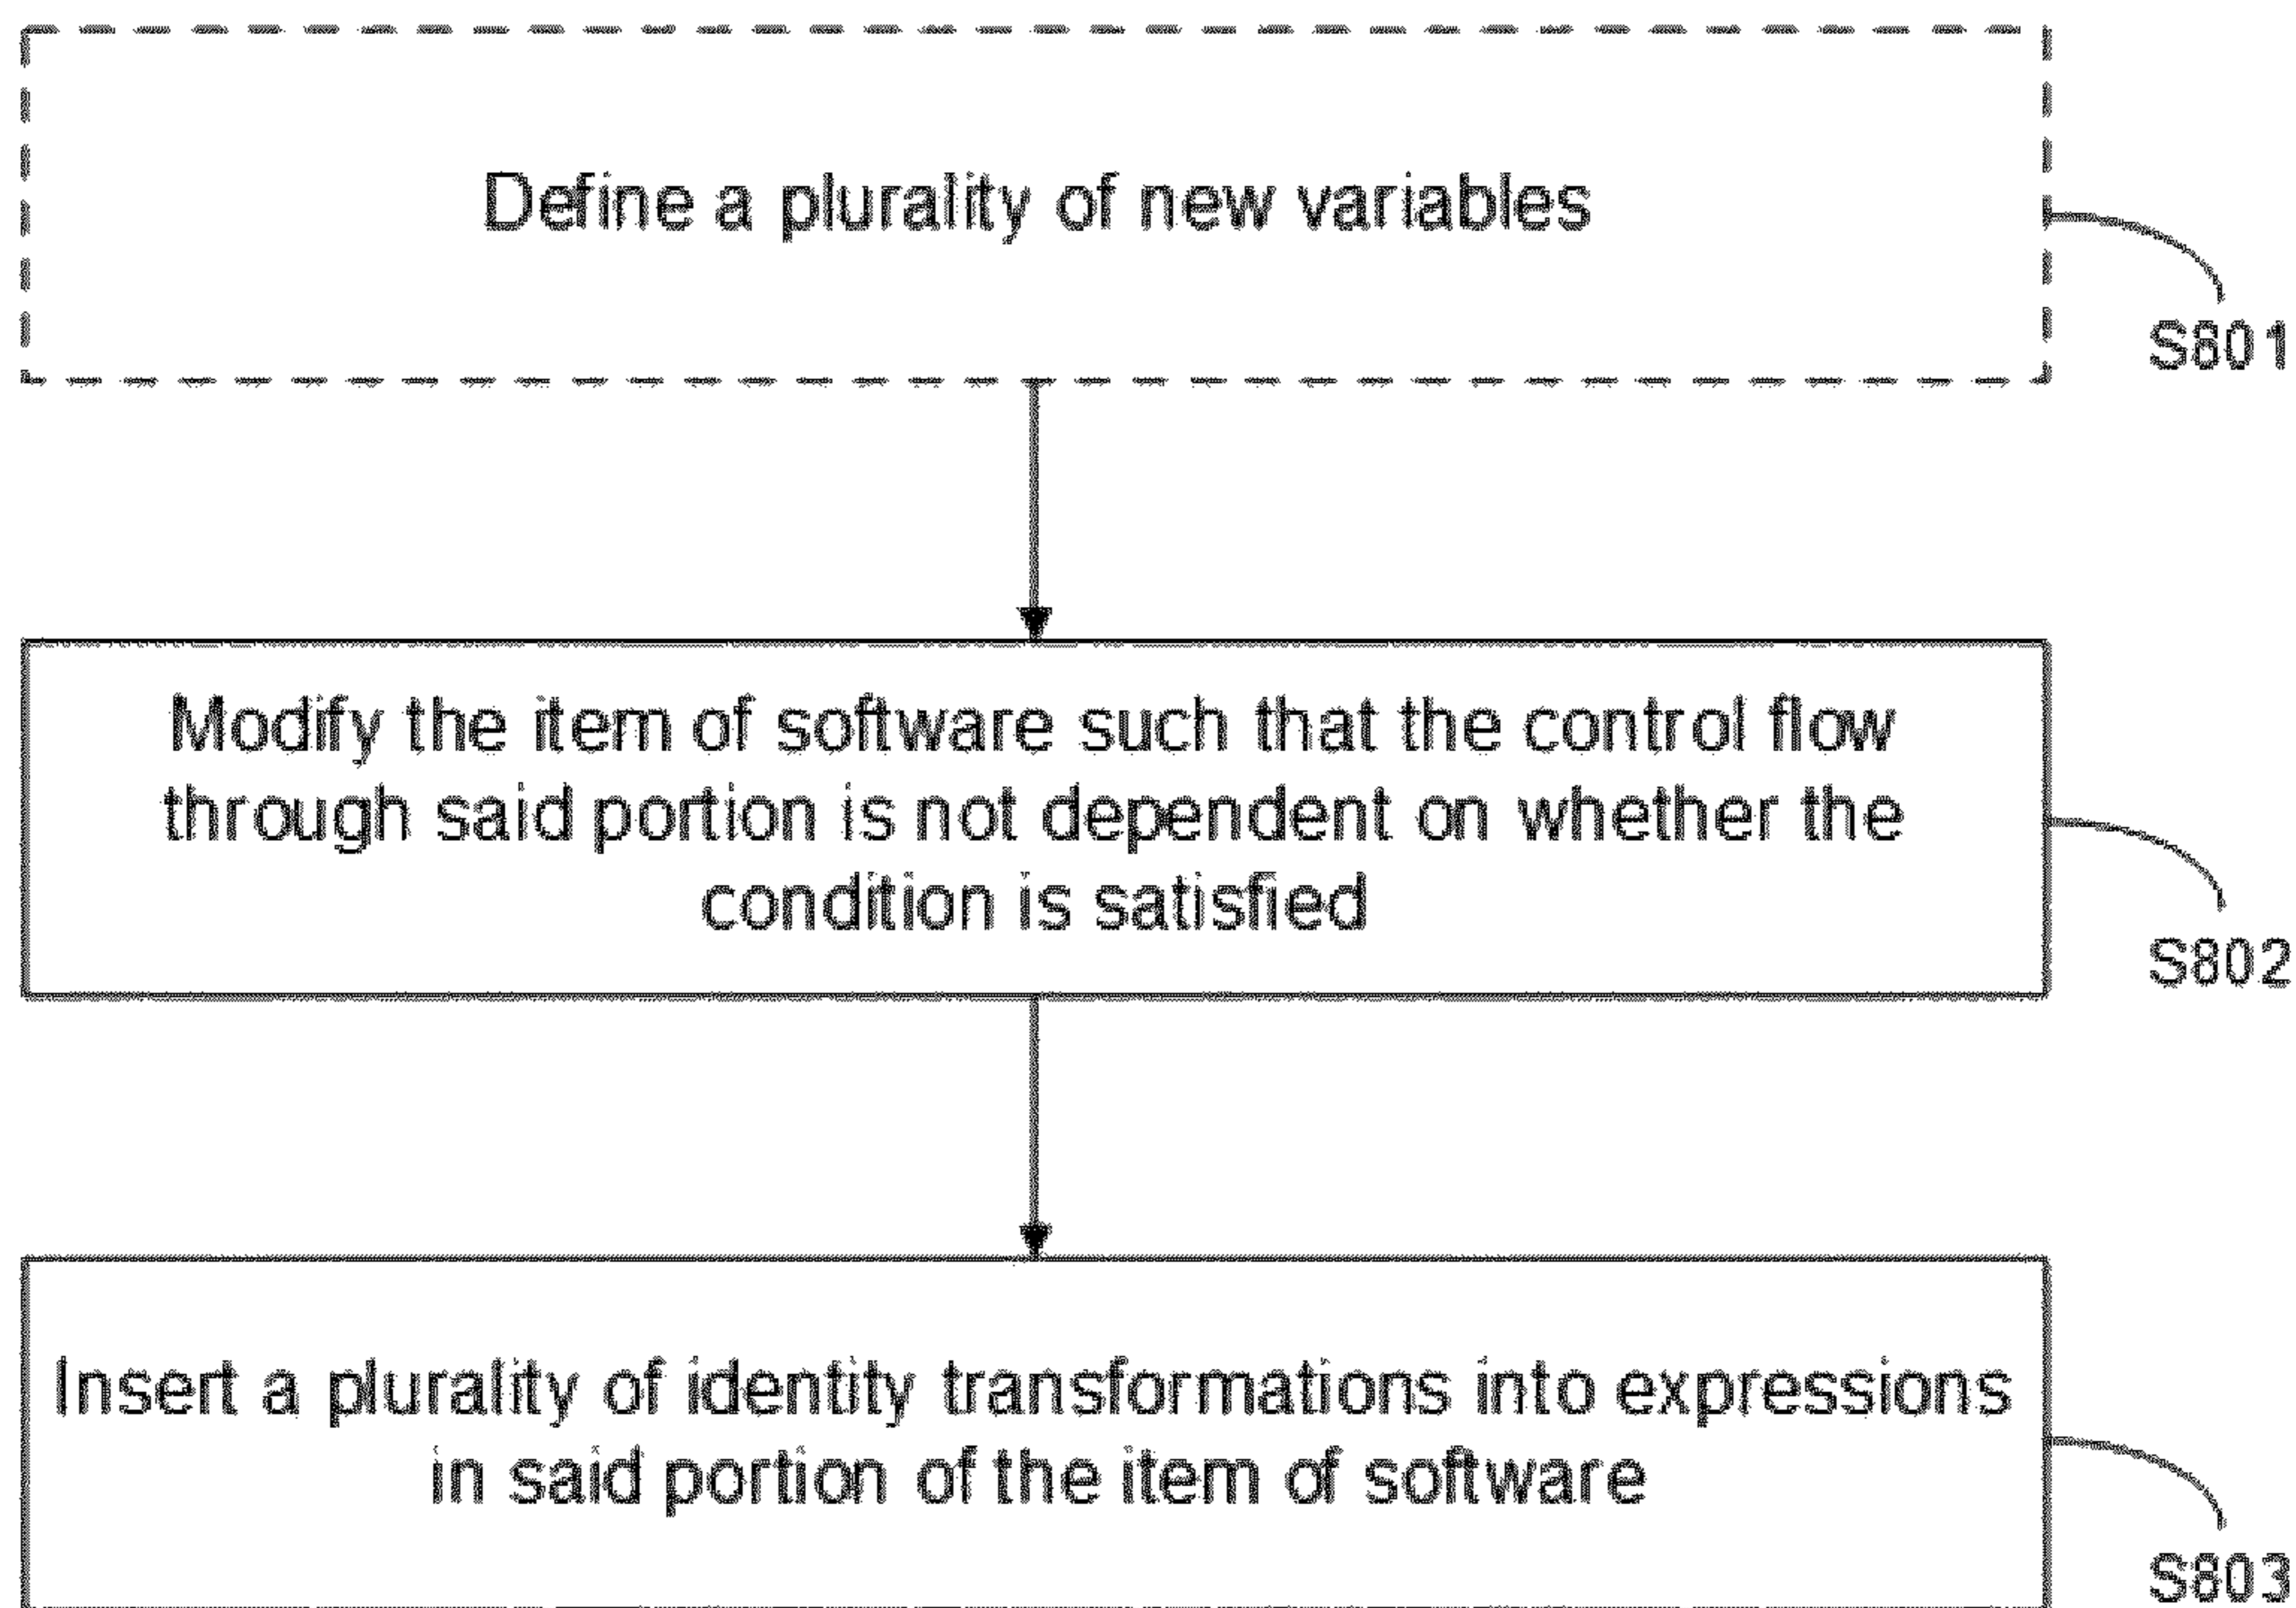 Define a plurality of new variables
S801
Modify the item of software such that the control flow
through said portion is not dependent on whether the
condition is satisfied
S802
Insert a plurality of identity transformations into expressions
in said portion of the item of software
S803